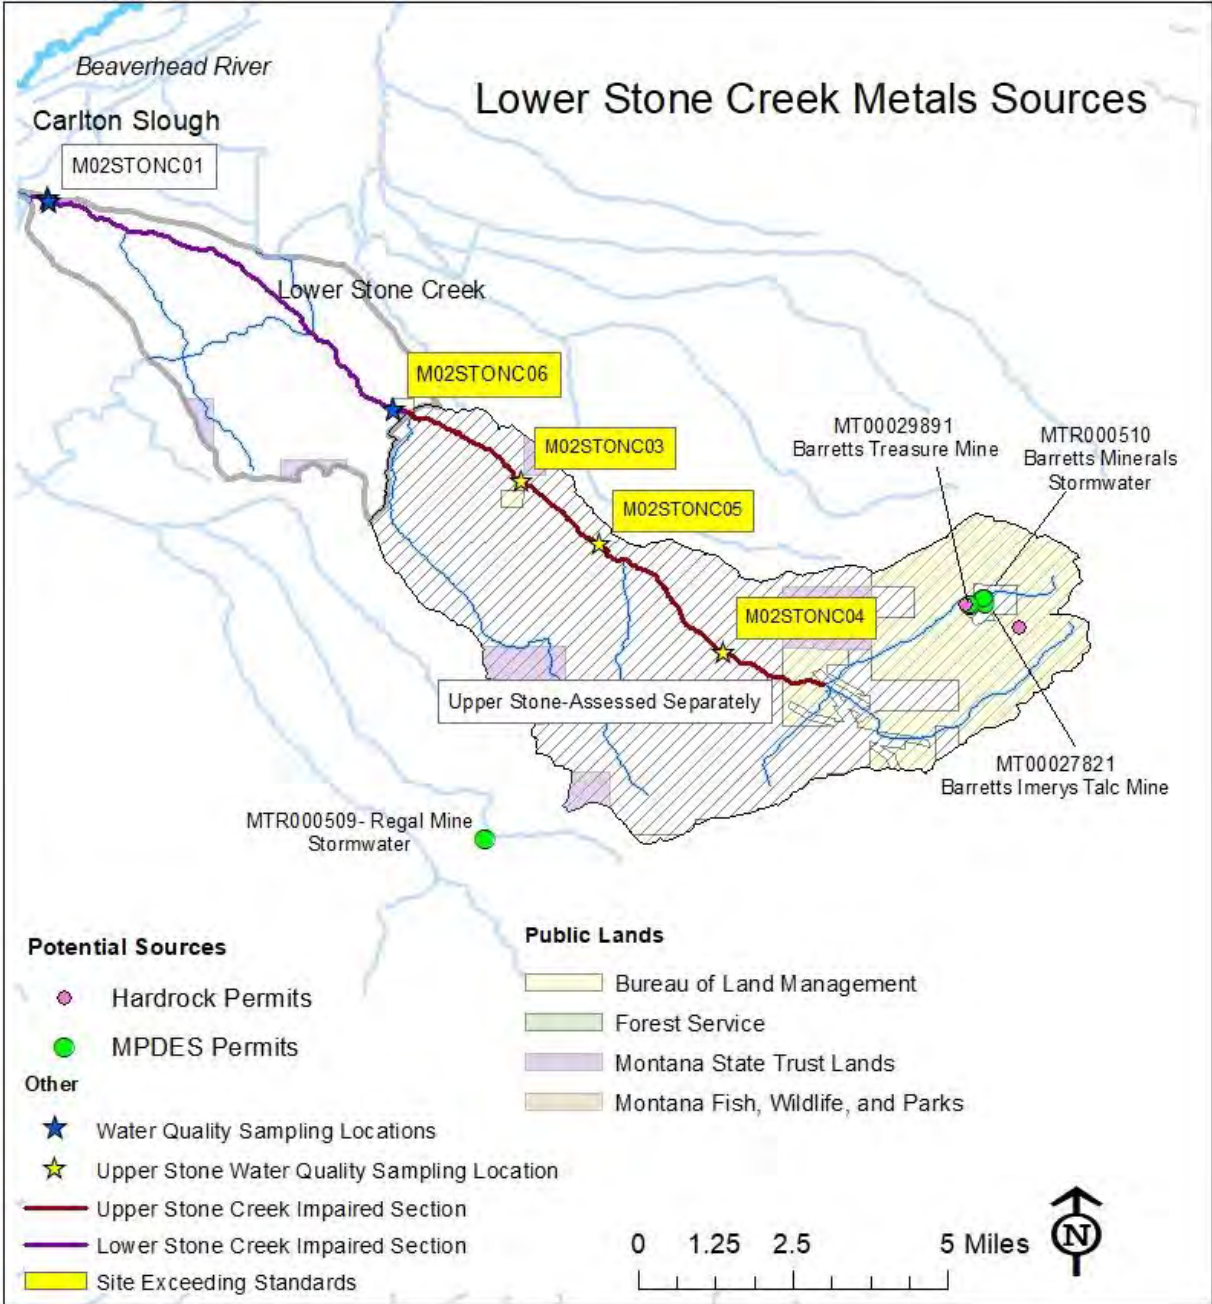 Beaverhead River
Lower Stone Creek Metals Sources
Carlton Slough
M02STONC01
Lower Stone Creek
M02STONC06
MT00029891
Barretts Treasure Mine
MTR000510
Barretts Minerals
Stormwater
M02STONC03
M02STONC05
M02STONC04
Upper Stone-Assessed Separately
MT00027821
Barretts Imerys Talc Mine
MTR000509- Regal Mine
Stormwater
Potential Sources
Hardrock Permits
MPDES Permits
Other
Water Quality Sampling Locations
Upper Stone Water Quality Sampling Location
Upper Stone Creek Impaired Section
Lower Stone Creek Impaired Section
Site Exceeding Standards
Public Lands
Bureau of Land Management
Forest Service
Montana State Trust Lands
Montana Fish, Wildlife, and Parks
0 1.25 2.5 5 Miles
N